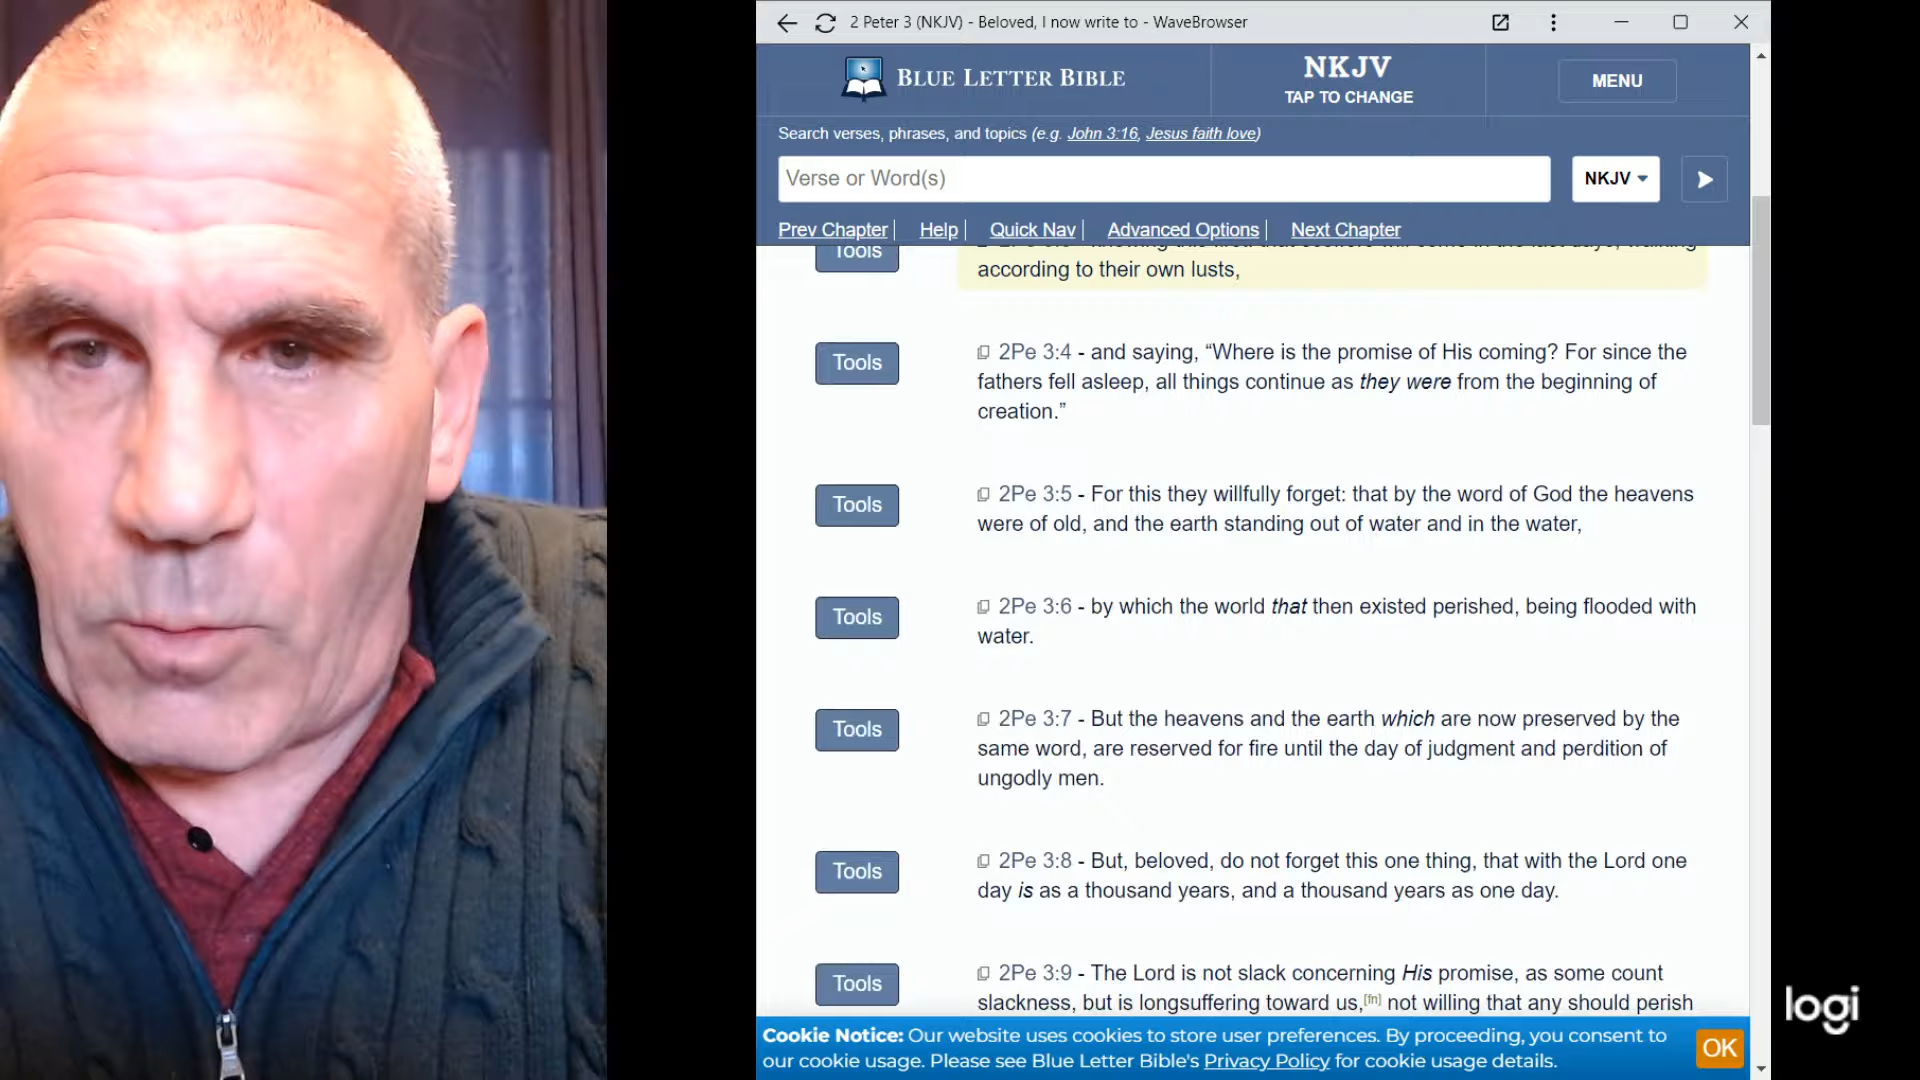 2 Peter 3 (NKJV) - Beloved, I now write to - WaveBrowser
BLUE LETTER BIBLE
NKJV
TAP TO CHANGE
MENU
Search verses, phrases, and topics (e.g. John 3:16, Jesus faith love)
Verse or Word(s)
NKJV
Prev Chapter | Help | Quick Nav | Advanced Options | Next Chapter
Tools
according to their own lusts,
Tools
2Pe 3:4 - and saying, “Where is the promise of His coming? For since the
fathers fell asleep, all things continue as they were from the beginning of
creation.”
Tools
2Pe 3:5 - For this they willfully forget: that by the word of God the heavens
were of old, and the earth standing out of water and in the water,
Tools
2Pe 3:6 - by which the world that then existed perished, being flooded with
water.
Tools
2Pe 3:7 - But the heavens and the earth which are now preserved by the
same word, are reserved for fire until the day of judgment and perdition of
ungodly men.
Tools
2Pe 3:8 - But, beloved, do not forget this one thing, that with the Lord one
day is as a thousand years, and a thousand years as one day.
Tools
2Pe 3:9 - The Lord is not slack concerning His promise, as some count
slackness, but is longsuffering toward us,[fn] not willing that any should perish
Cookie Notice: Our website uses cookies to store user preferences. By proceeding, you consent to
our cookie usage. Please see Blue Letter Bible's Privacy Policy for cookie usage details.
OK
logi